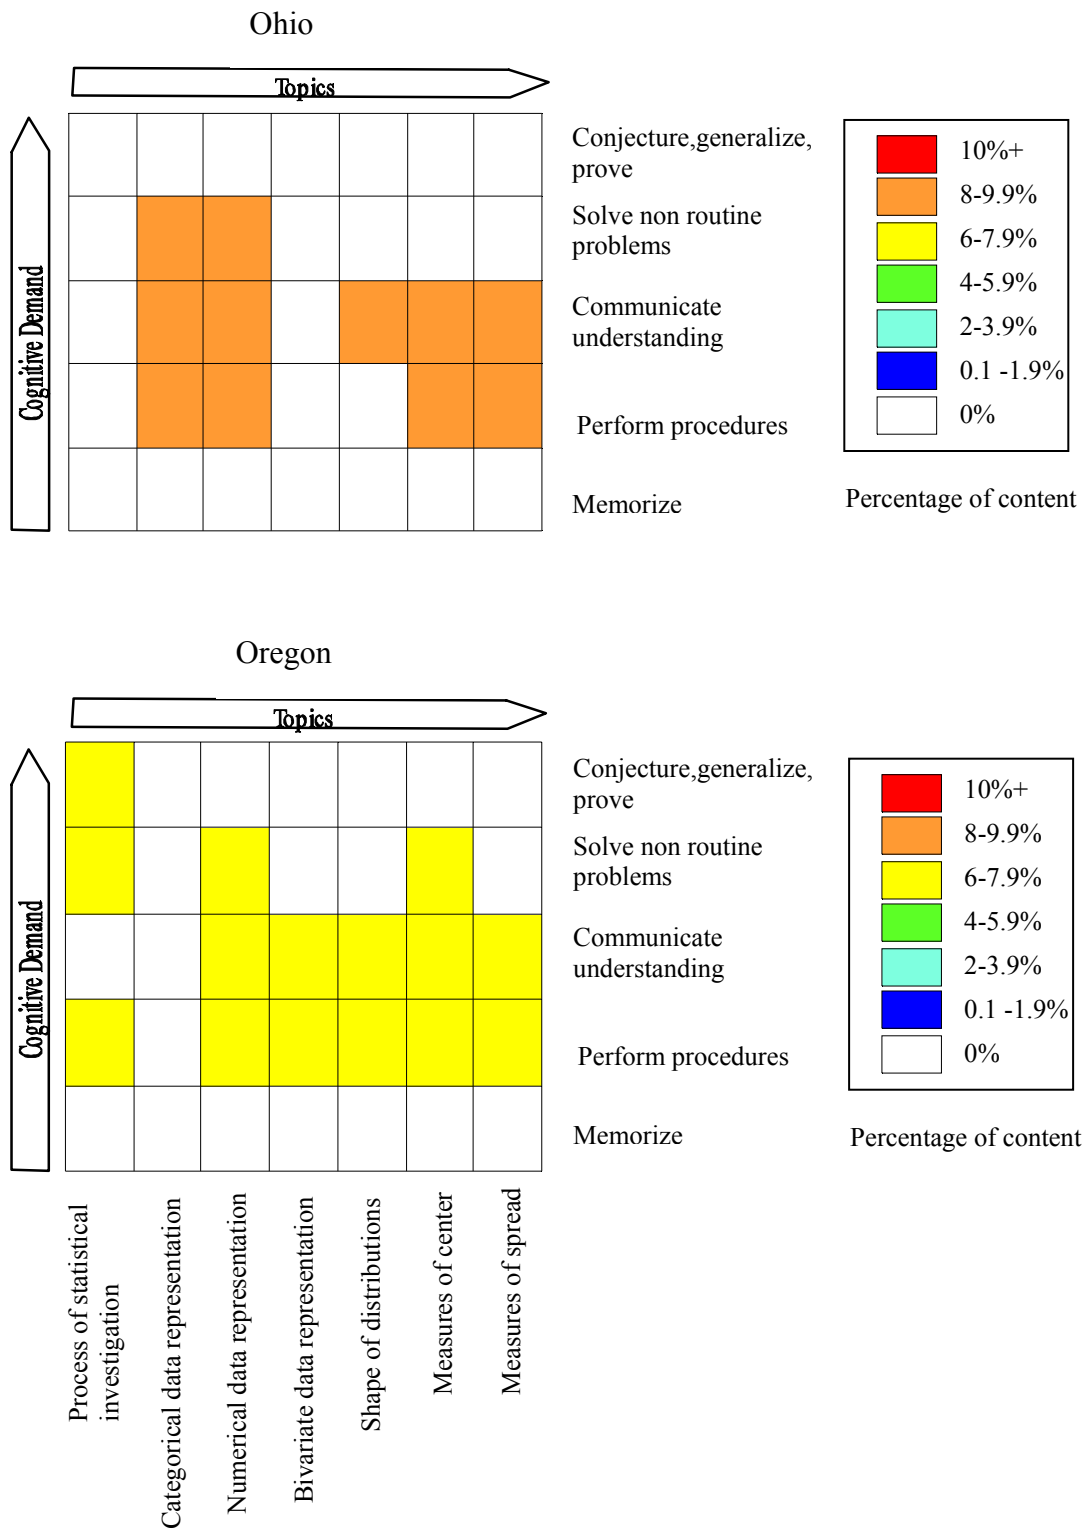 Ohio
Topics
Cognitive Demand
Conjecture,generalize,
prove
Solve non routine
problems
Communicate
understanding
Perform procedures
Memorize
10%+
8-9.9%
6-7.9%
4-5.9%
2-3.9%
0.1 -1.9%
0%
Percentage of content
Oregon
Topics
Cognitive Demand
Conjecture,generalize,
prove
Solve non routine
problems
Communicate
understanding
Perform procedures
Memorize
10%+
8-9.9%
6-7.9%
4-5.9%
2-3.9%
0.1 -1.9%
0%
Percentage of content
Process of statistical
investigation
Categorical data representation
Numerical data representation
Bivariate data representation
Shape of distributions
Measures of center
Measures of spread